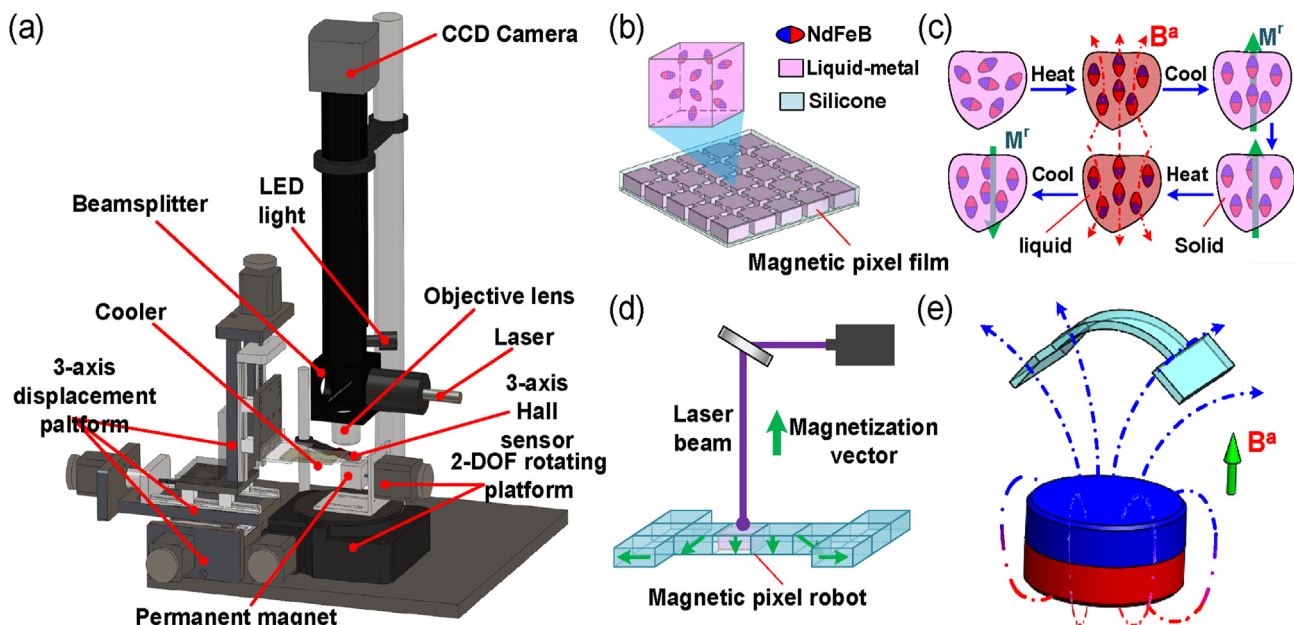 (a)
CCD Camera
LED
light
Beamsplitter
Cooler
Objective lens
Laser
3-axis
displacement
paltform
3-axis
Hall
sensor
2-DOF rotating
platform
Permanent magnet
(b)
NdFeB
Liquid-metal
Silicone
Magnetic pixel film
(c)
Heat
Bª
Cool
Mʳ
Mʳ
Cool
Heat
liquid
Solid
(d)
Laser
beam
Magnetization
vector
Magnetic pixel robot
(e)
Bª